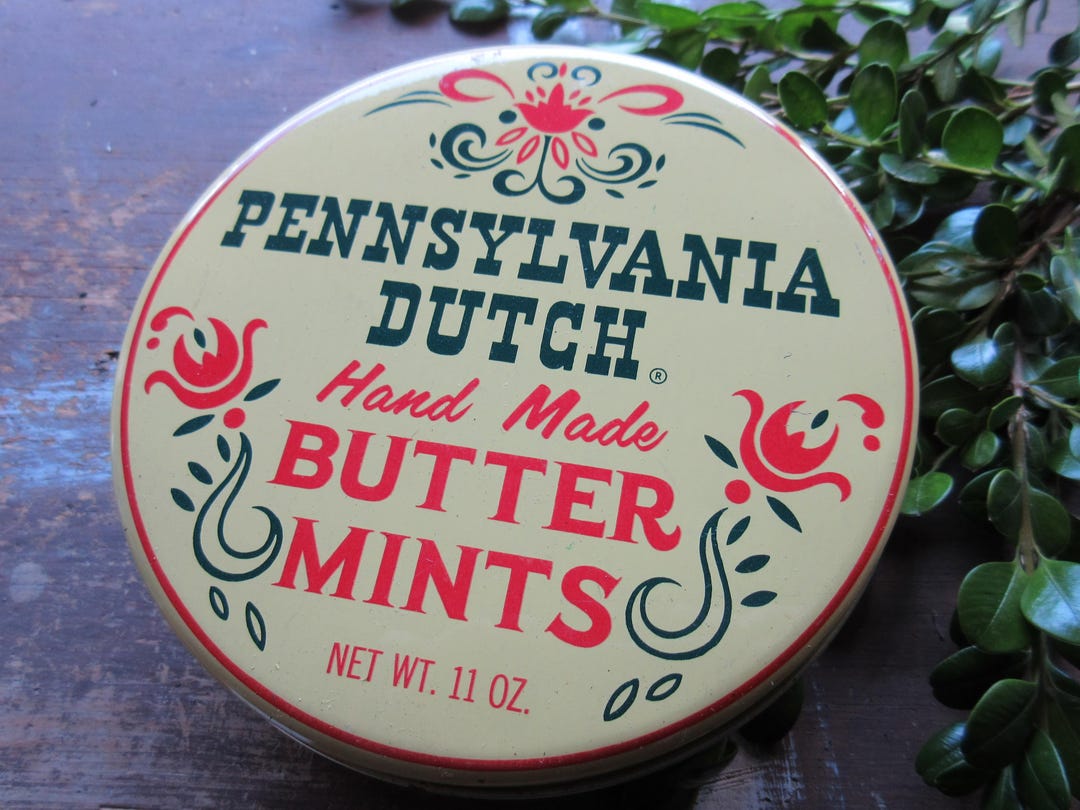 PENNSYLVANIA
DUTCH®
Hand Made
BUTTER
MINTS
NET WT. 11 OZ.